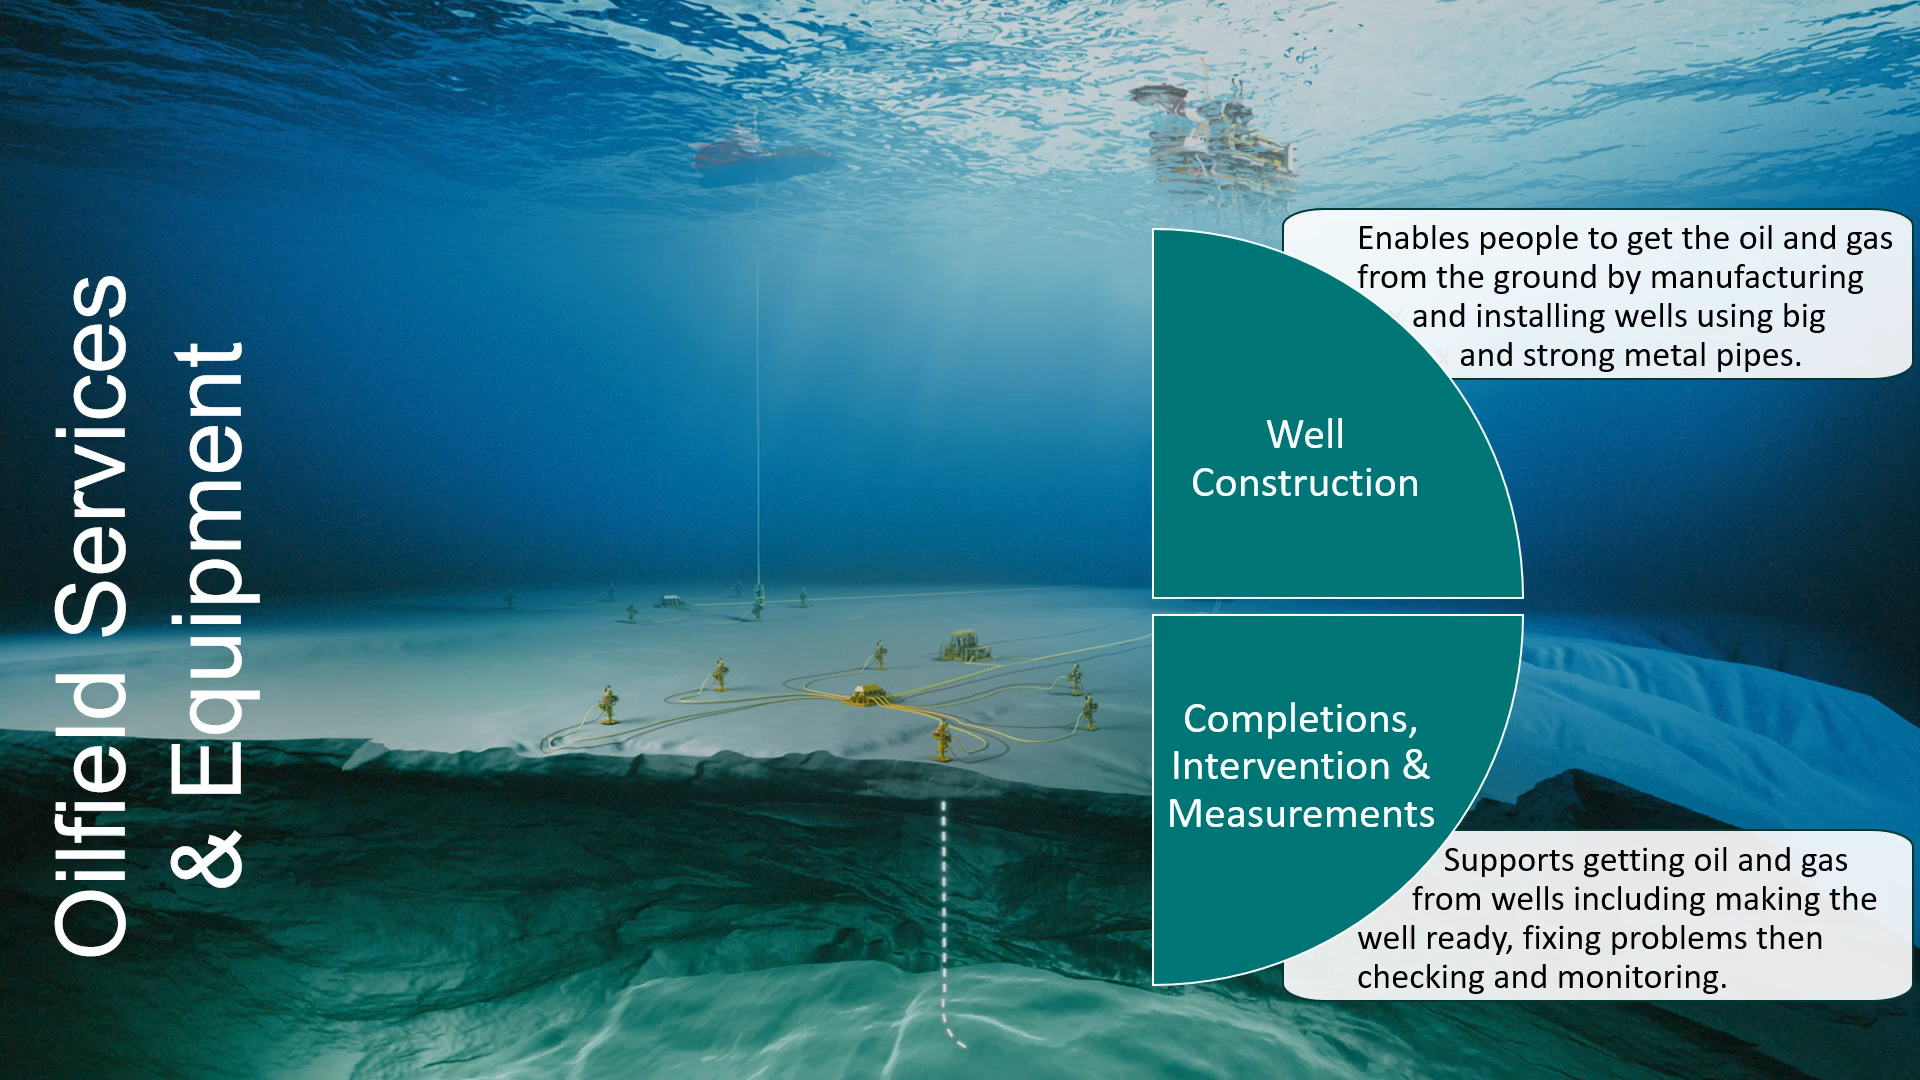 Oilfield Services
& Equipment
Enables people to get the oil and gas
from the ground by manufacturing
and installing wells using big
and strong metal pipes.
Well
Construction
Completions,
Intervention &
Measurements
Supports getting oil and gas
from wells including making the
well ready, fixing problems then
checking and monitoring.